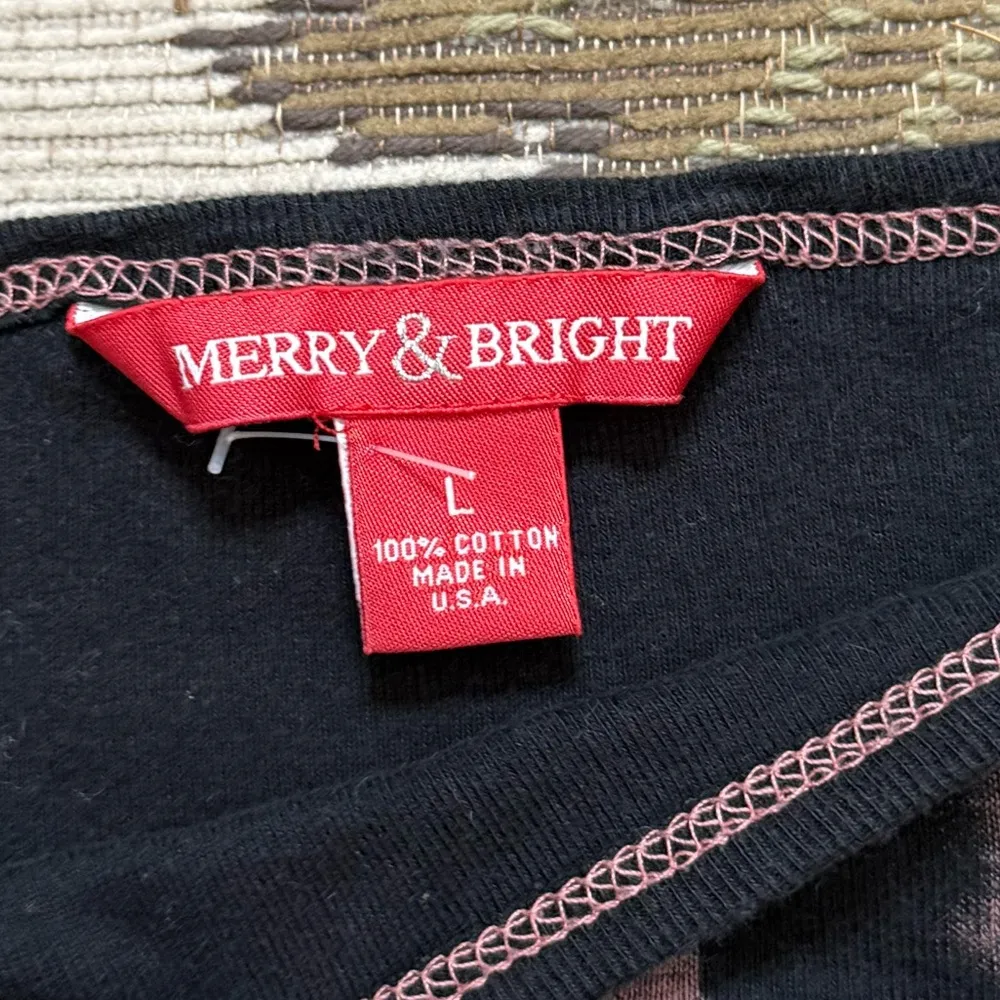 MERRY & BRIGHT
L
100% COTTON
MADE IN
U.S.A.